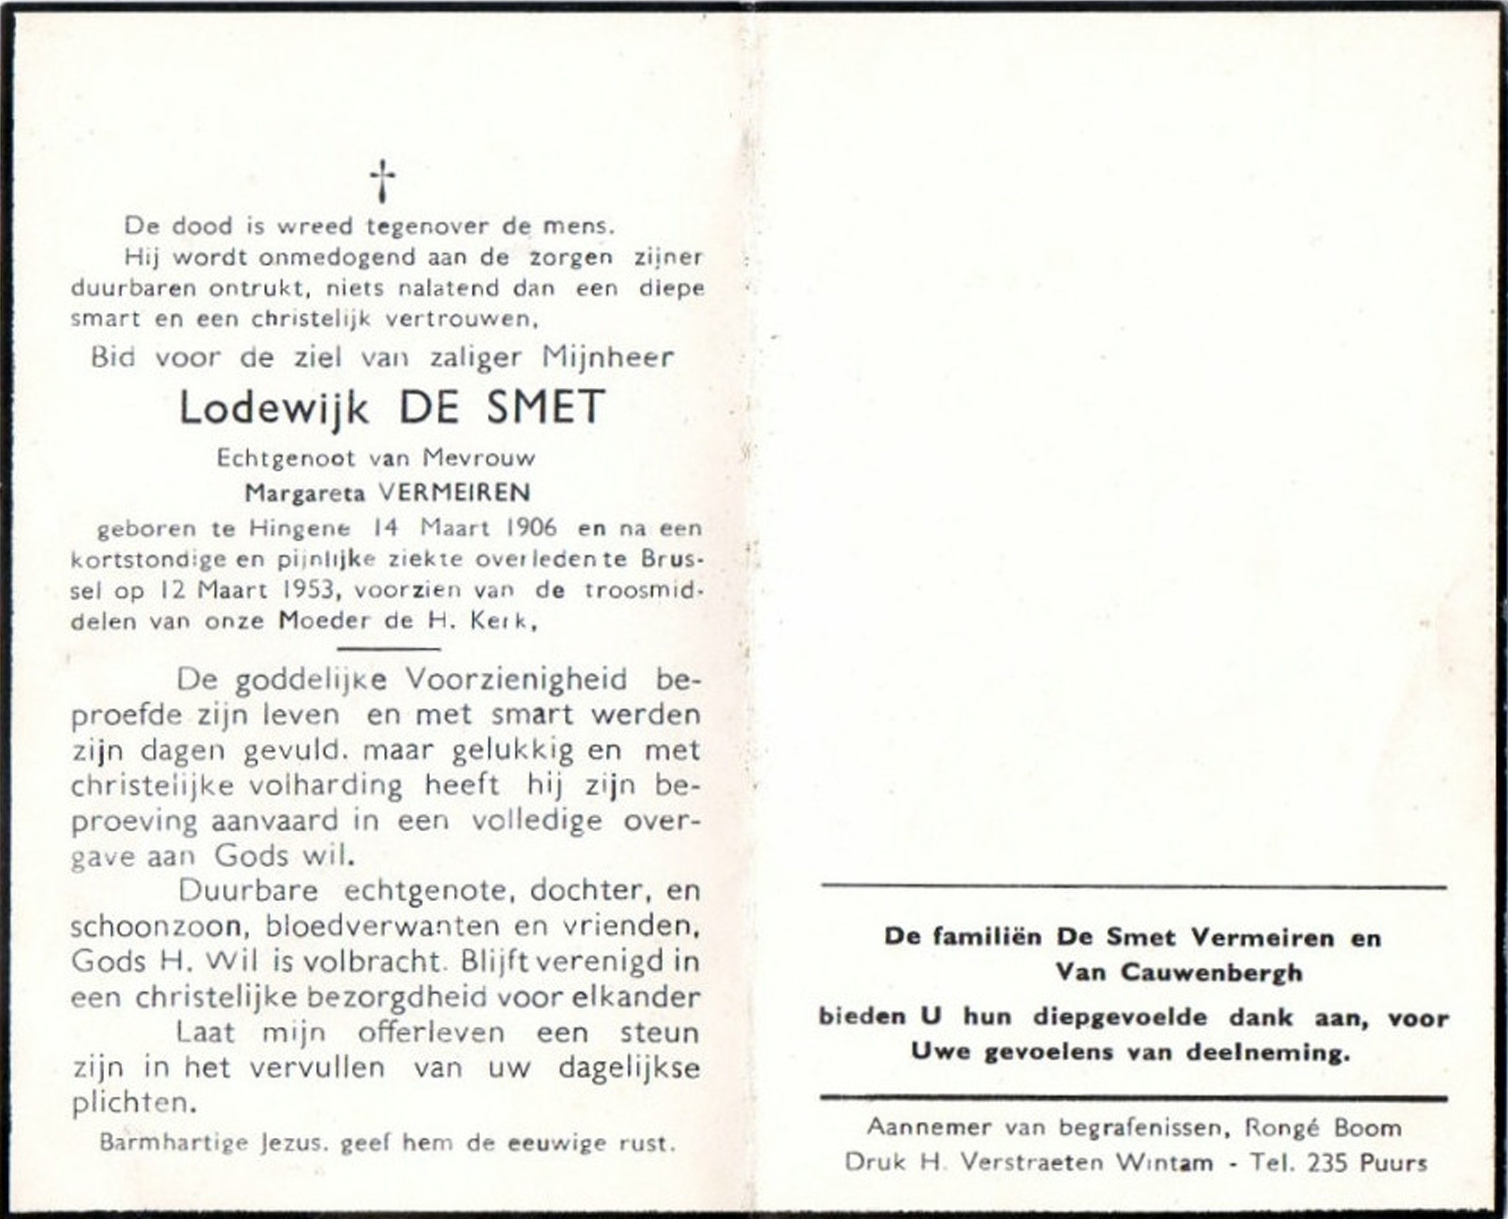 De dood is wreed tegenover de mens.
Hij wordt onmedogend aan de zorgen zijner
duurbaren ontrukt, niets nalatend dan een diepe
smart en een christelijk vertrouwen,
Bid voor de ziel van zaliger Mijnheer
Lodewijk DE SMET
Echtgenoot van Mevrouw
Margareta VERMEIREN
geboren te Hingene 14 Maart 1906 en na een
kortstondige en pijnlijke ziekte overleden te Brus-
sel op 12 Maart 1953, voorzien van de troosmid-
delen van onze Moeder de H. Kerk,
De goddelijke Voorzienigheid be-
proefde zijn leven en met smart werden
zijn dagen gevuld. maar gelukkig en met
christelijke volharding heeft hij zijn be-
proeving aanvaard in een volledige over-
gave aan Gods wil.
Duurbare echtgenote, dochter, en
schoonzoon, bloedverwanten en vrienden,
Gods H. Wil is volbracht. Blijft verenigd in
een christelijke bezorgdheid voor elkander
Laat mijn offerleven een steun
zijn in het vervullen van uw dagelijkse
plichten.
Barmhartige Jezus. geef hem de eeuwige rust.
De familiën De Smet Vermeiren en
Van Cauwenbergh
bieden U hun diepgevoelde dank aan, voor
Uwe gevoelens van deelneming.
Aannemer van begrafenissen, Rongé Boom
Druk H. Verstraeten Wintam - Tel. 235 Puurs